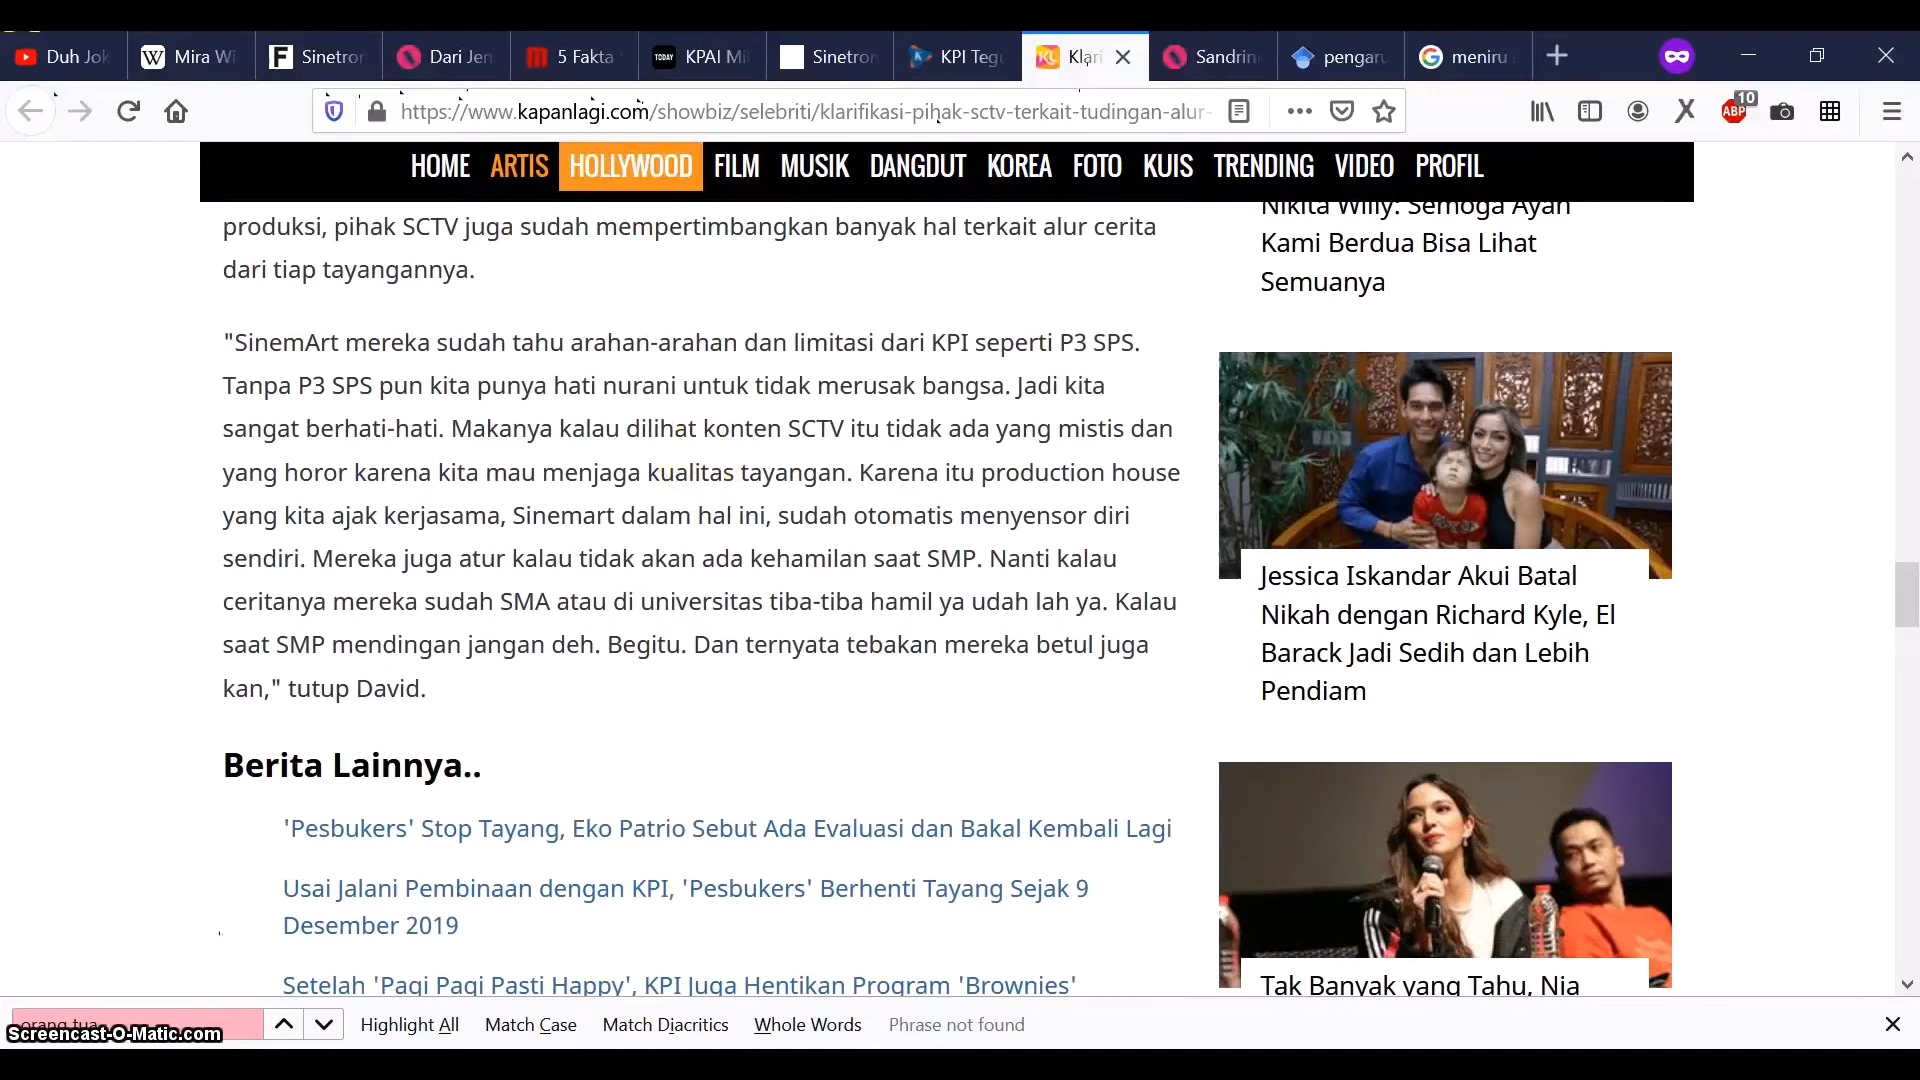 Duh Jok
Mira Wi
Sinetron
Dari Jen
5 Fakta
TODAY
KPAI Mi
Sinetron
KPI Tegu
Klari
Sandrin
pengaru
meniru
https://www.kapanlagi.com/showbiz/selebriti/klarifikasi-pihak-sctv-terkait-tudingan-alur-
ABP
10
HOME ARTIS HOLLYWOOD FILM MUSIK DANGDUT KOREA FOTO KUIS TRENDING VIDEO PROFIL
produksi, pihak SCTV juga sudah mempertimbangkan banyak hal terkait alur cerita
dari tiap tayangannya.
"SinemArt mereka sudah tahu arahan-arahan dan limitasi dari KPI seperti P3 SPS.
Tanpa P3 SPS pun kita punya hati nurani untuk tidak merusak bangsa. Jadi kita
sangat berhati-hati. Makanya kalau dilihat konten SCTV itu tidak ada yang mistis dan
yang horor karena kita mau menjaga kualitas tayangan. Karena itu production house
yang kita ajak kerjasama, Sinemart dalam hal ini, sudah otomatis menyensor diri
sendiri. Mereka juga atur kalau tidak akan ada kehamilan saat SMP. Nanti kalau
ceritanya mereka sudah SMA atau di universitas tiba-tiba hamil ya udah lah ya. Kalau
saat SMP mendingan jangan deh. Begitu. Dan ternyata tebakan mereka betul juga
kan," tutup David.
Berita Lainnya..
'Pesbukers' Stop Tayang, Eko Patrio Sebut Ada Evaluasi dan Bakal Kembali Lagi
Usai Jalani Pembinaan dengan KPI, 'Pesbukers' Berhenti Tayang Sejak 9
Desember 2019
Setelah 'Pagi Pagi Pasti Happy', KPI Juga Hentikan Program 'Brownies'
Nikita Willy: Semoga Ayah
Kami Berdua Bisa Lihat
Semuanya
Jessica Iskandar Akui Batal
Nikah dengan Richard Kyle, El
Barack Jadi Sedih dan Lebih
Pendiam
Tak Banyak yang Tahu, Nia
orang tua
Highlight All
Match Case
Match Diacritics
Whole Words
Phrase not found
Screencast-O-Matic.com